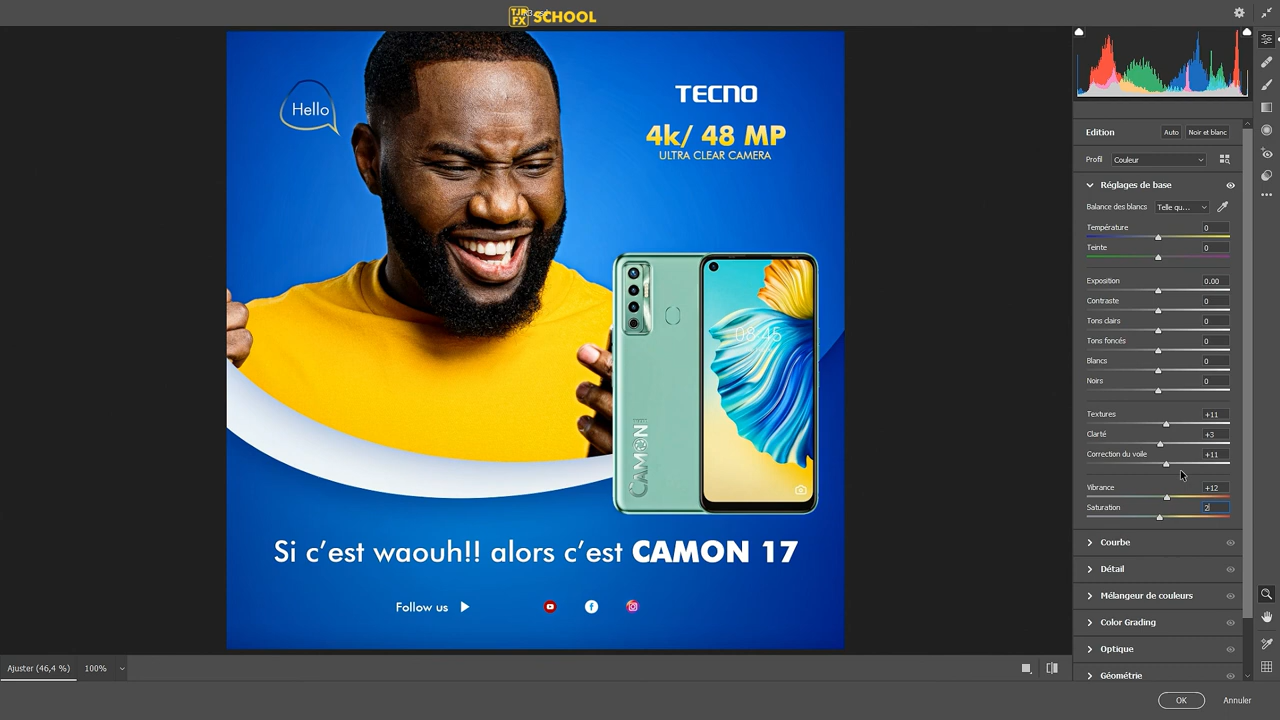 TJP
FX SCHOOL
Hello
TECNO
4k/ 48 MP
ULTRA CLEAR CAMERA
08:45
CAMON
Si c'est waouh!! alors c'est CAMON 17
Follow us
Ajuster (46,4 %)
100%
Edition
Auto
Noir et blanc
Profil
Couleur
Réglages de base
Balance des blancs
Telle qu...
Température 0
Teinte 0
Exposition 0.00
Contraste 0
Tons clairs 0
Tons foncés 0
Blancs 0
Noirs 0
Textures +11
Clarté +3
Correction du voile +11
Vibrance +12
Saturation 2
Courbe
Détail
Mélangeur de couleurs
Color Grading
Optique
Géométrie
OK
Annuler